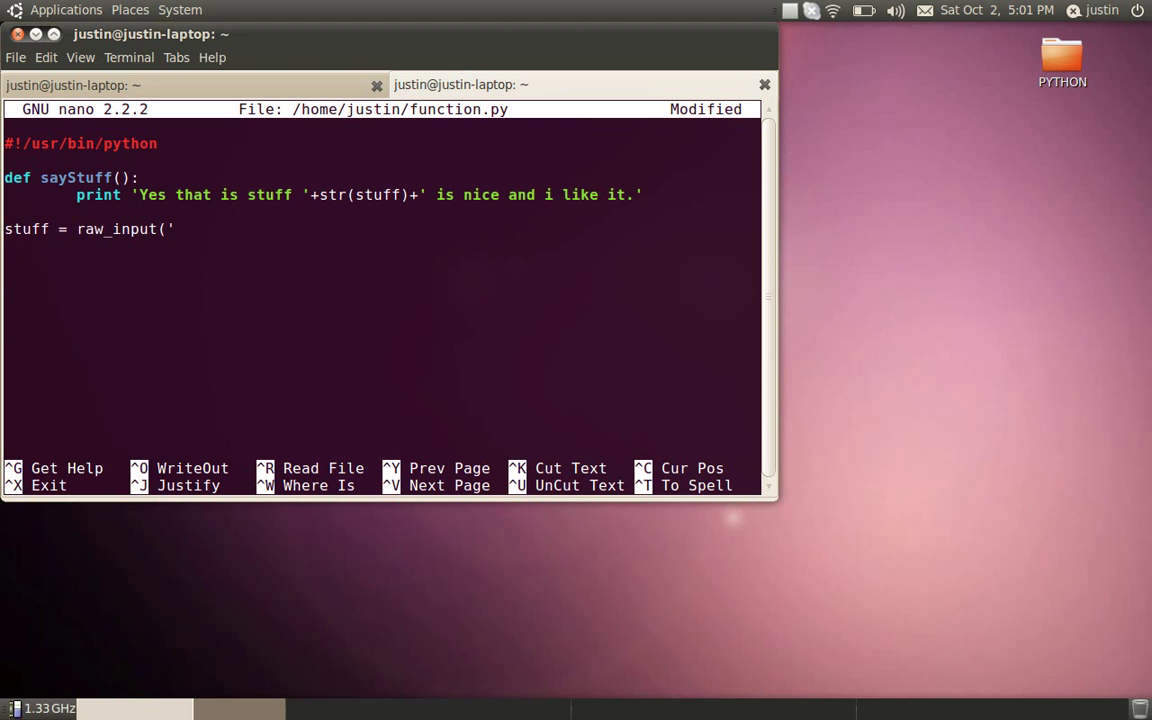 Applications Places System Sat Oct 2, 5:01 PM justin
justin@justin-laptop: ~
File Edit View Terminal Tabs Help
justin@justin-laptop: ~ justin@justin-laptop: ~
GNU nano 2.2.2 File: /home/justin/function.py Modified
#!/usr/bin/python
def sayStuff():
print 'Yes that is stuff '+str(stuff)+' is nice and i like it.'
stuff = raw_input('
^G Get Help ^O WriteOut ^R Read File ^Y Prev Page ^K Cut Text ^C Cur Pos
^X Exit ^J Justify ^W Where Is ^V Next Page ^U UnCut Text ^T To Spell
PYTHON
1.33GHz